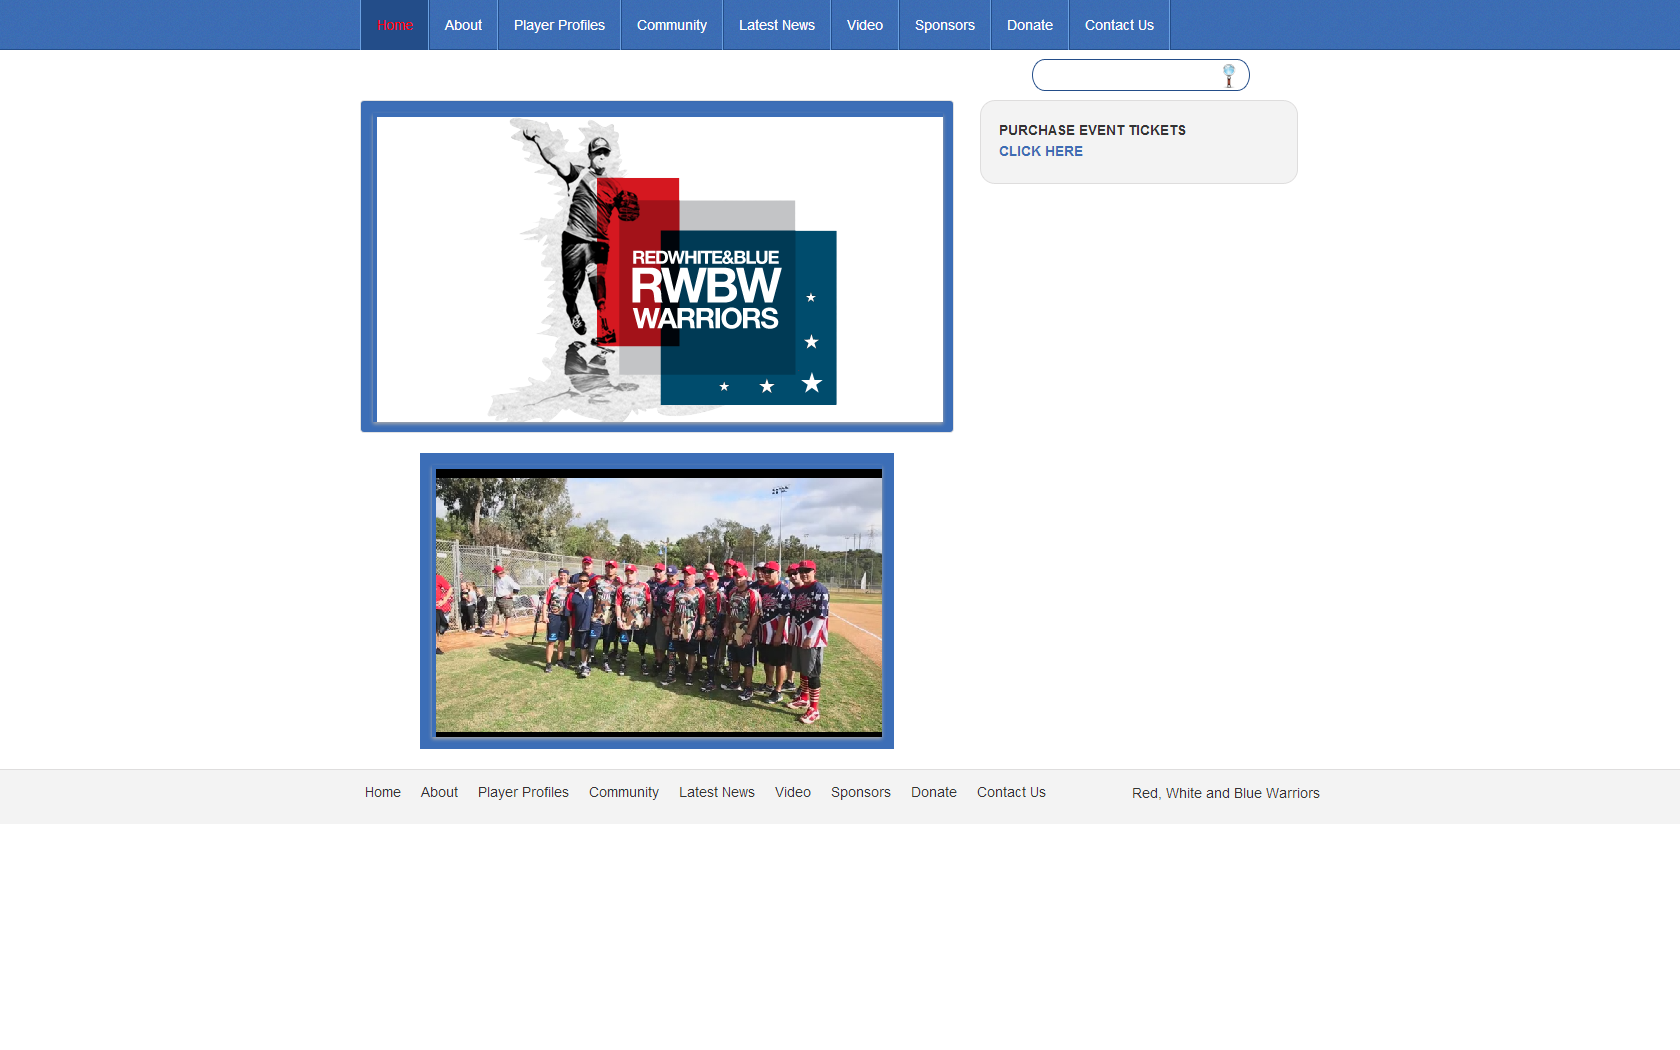 Home About Player Profiles Community Latest News Video Sponsors Donate Contact Us
PURCHASE EVENT TICKETS
CLICK HERE
REDWHITE&BLUE
RWBW
WARRIORS
Home About Player Profiles Community Latest News Video Sponsors Donate Contact Us Red, White and Blue Warriors